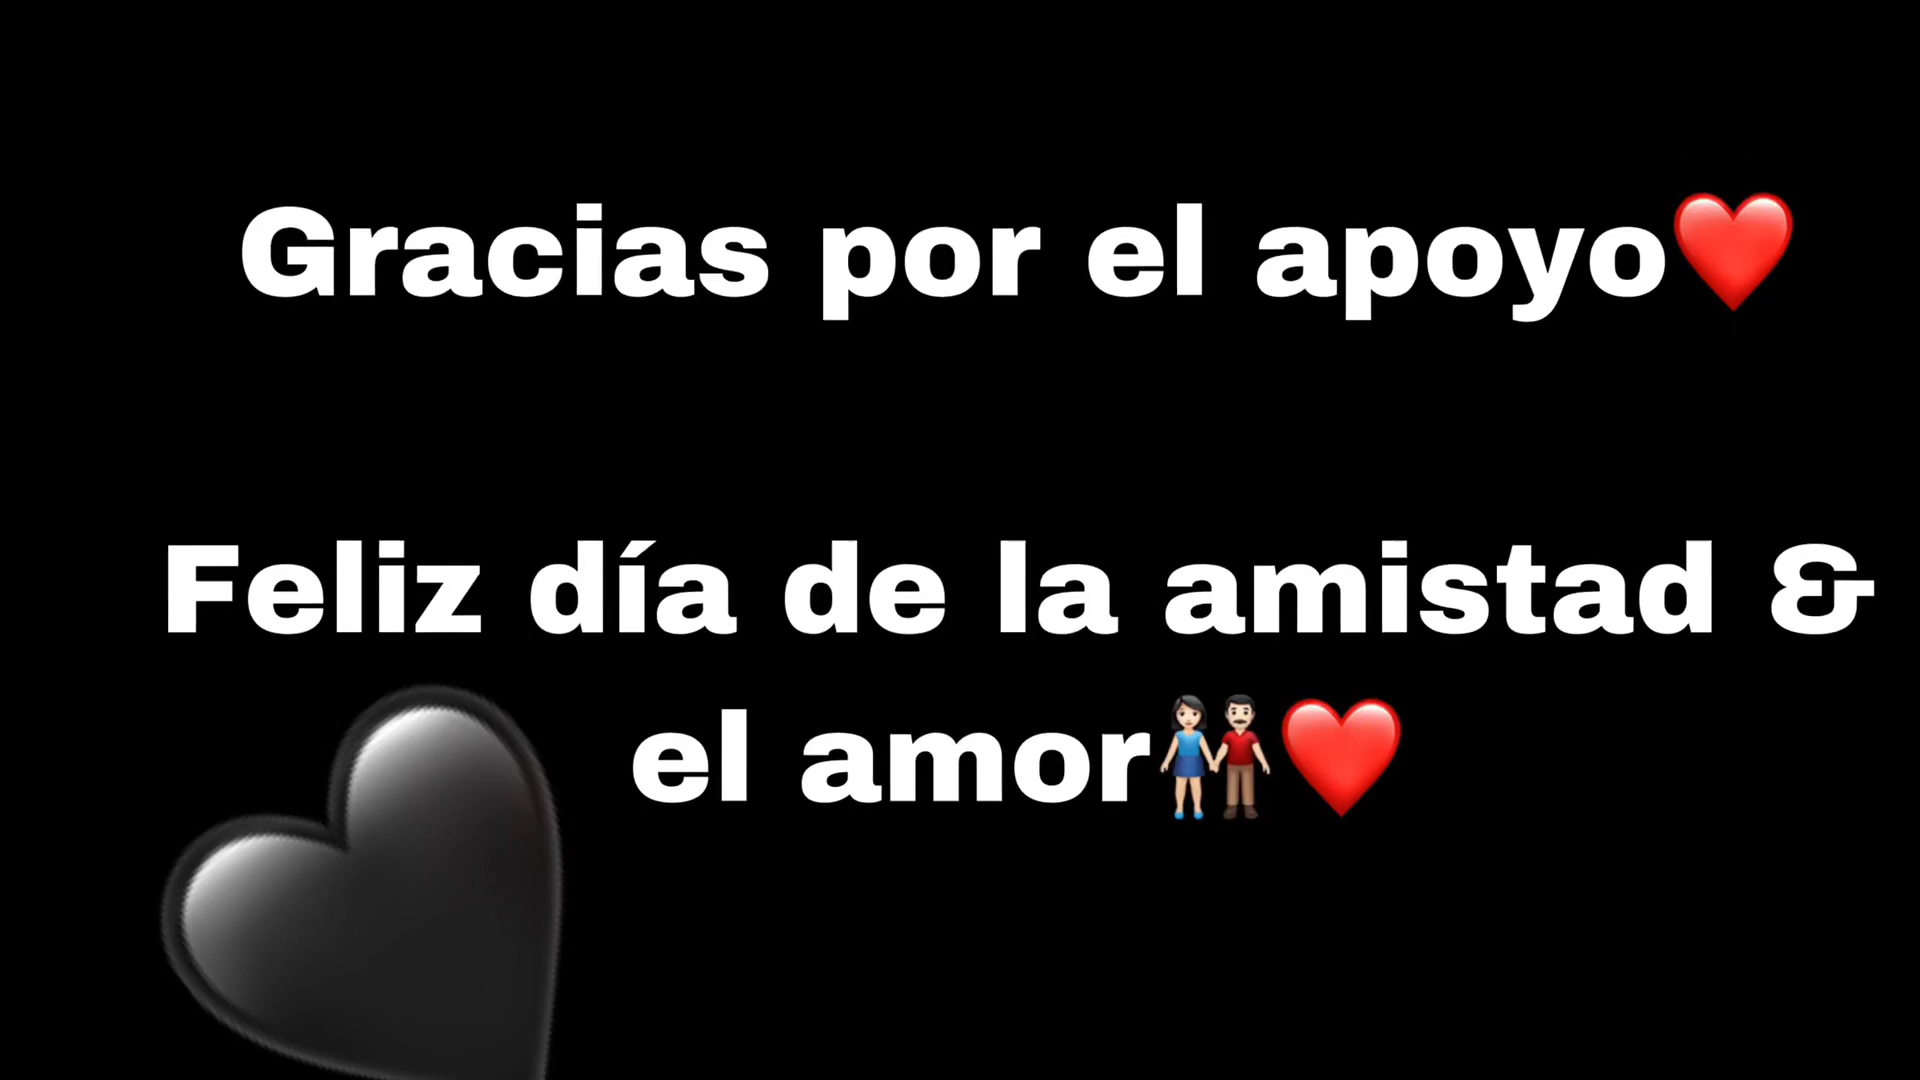 Gracias por el apoyo❤️
Feliz día de la amistad &
el amor👫🏻❤️